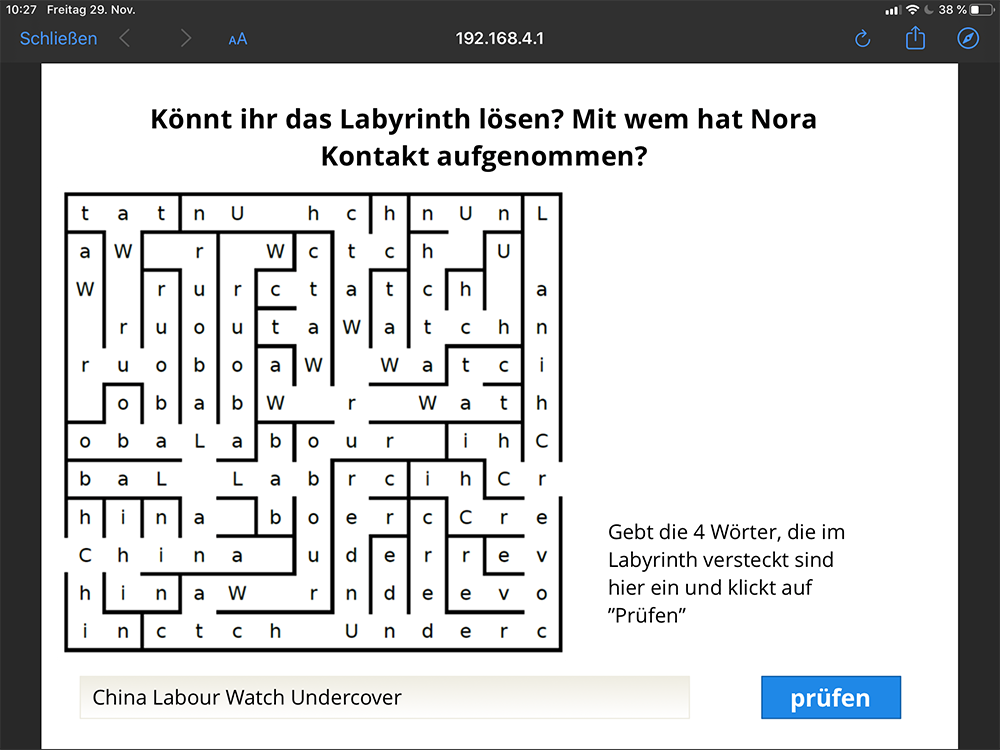 10:27 Freitag 29. Nov. 38 %
Schließen AA 192.168.4.1
Könnt ihr das Labyrinth lösen? Mit wem hat Nora
Kontakt aufgenommen?
t a t n U h c h n U n L
a W r W c t c h U
W r u r c t a t c h a
r u o u t a W a t c h n
r u o b o a W W a t c i
o b a b W r W a t h
o b a L a b o u r i h C
b a L L a b r c i h C r
h i n a b o e r c C r e
C h i n a u d e r r e v
h i n a W r n d e e v o
i n c t c h U n d e r c
Gebt die 4 Wörter, die im
Labyrinth versteckt sind
hier ein und klickt auf
”Prüfen”
China Labour Watch Undercover
prüfen